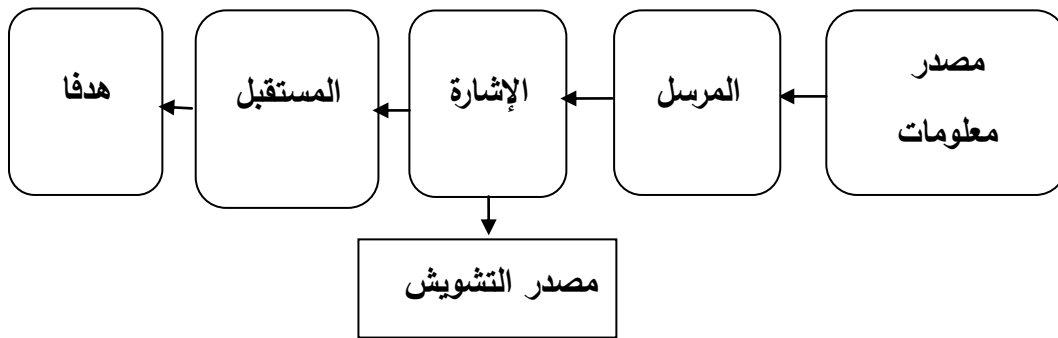 مصدر
معلومات
المرسل
الإشارة
المستقبل
هدفا
مصدر التشويش